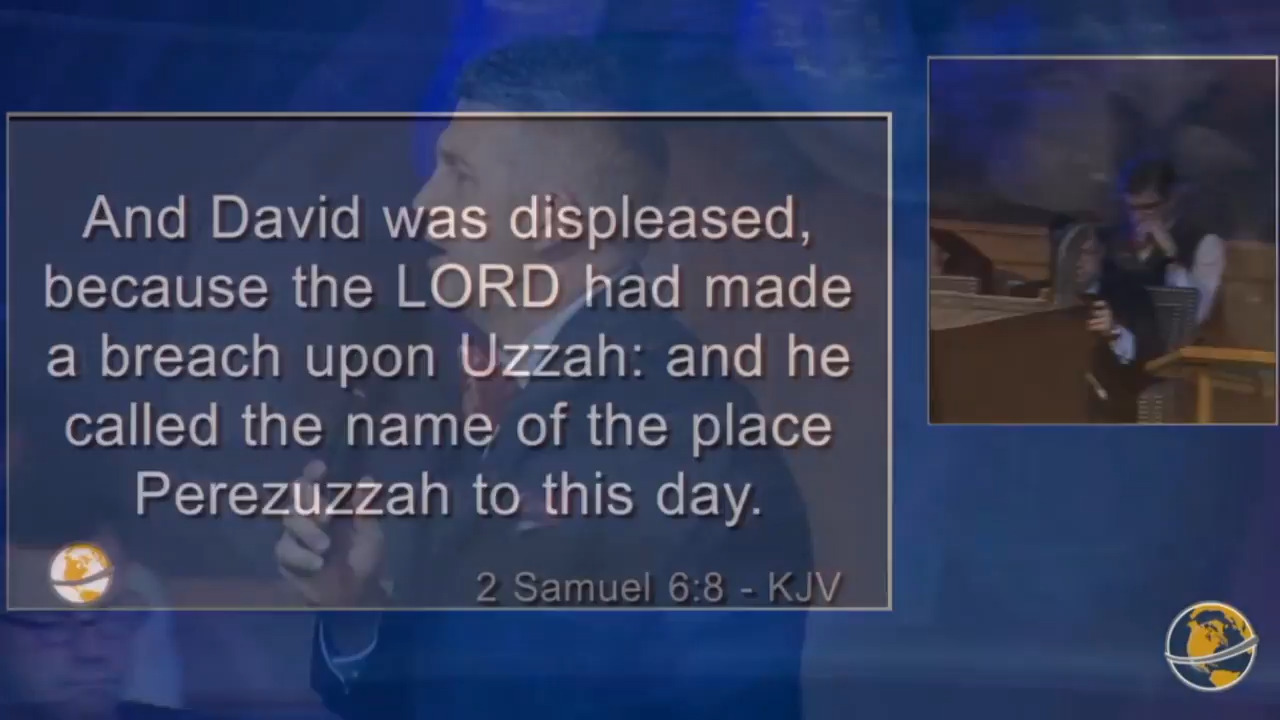 And David was displeased,
because the LORD had made
a breach upon Uzzah: and he
called the name of the place
Perezuzzah to this day.
2 Samuel 6:8 - KJV